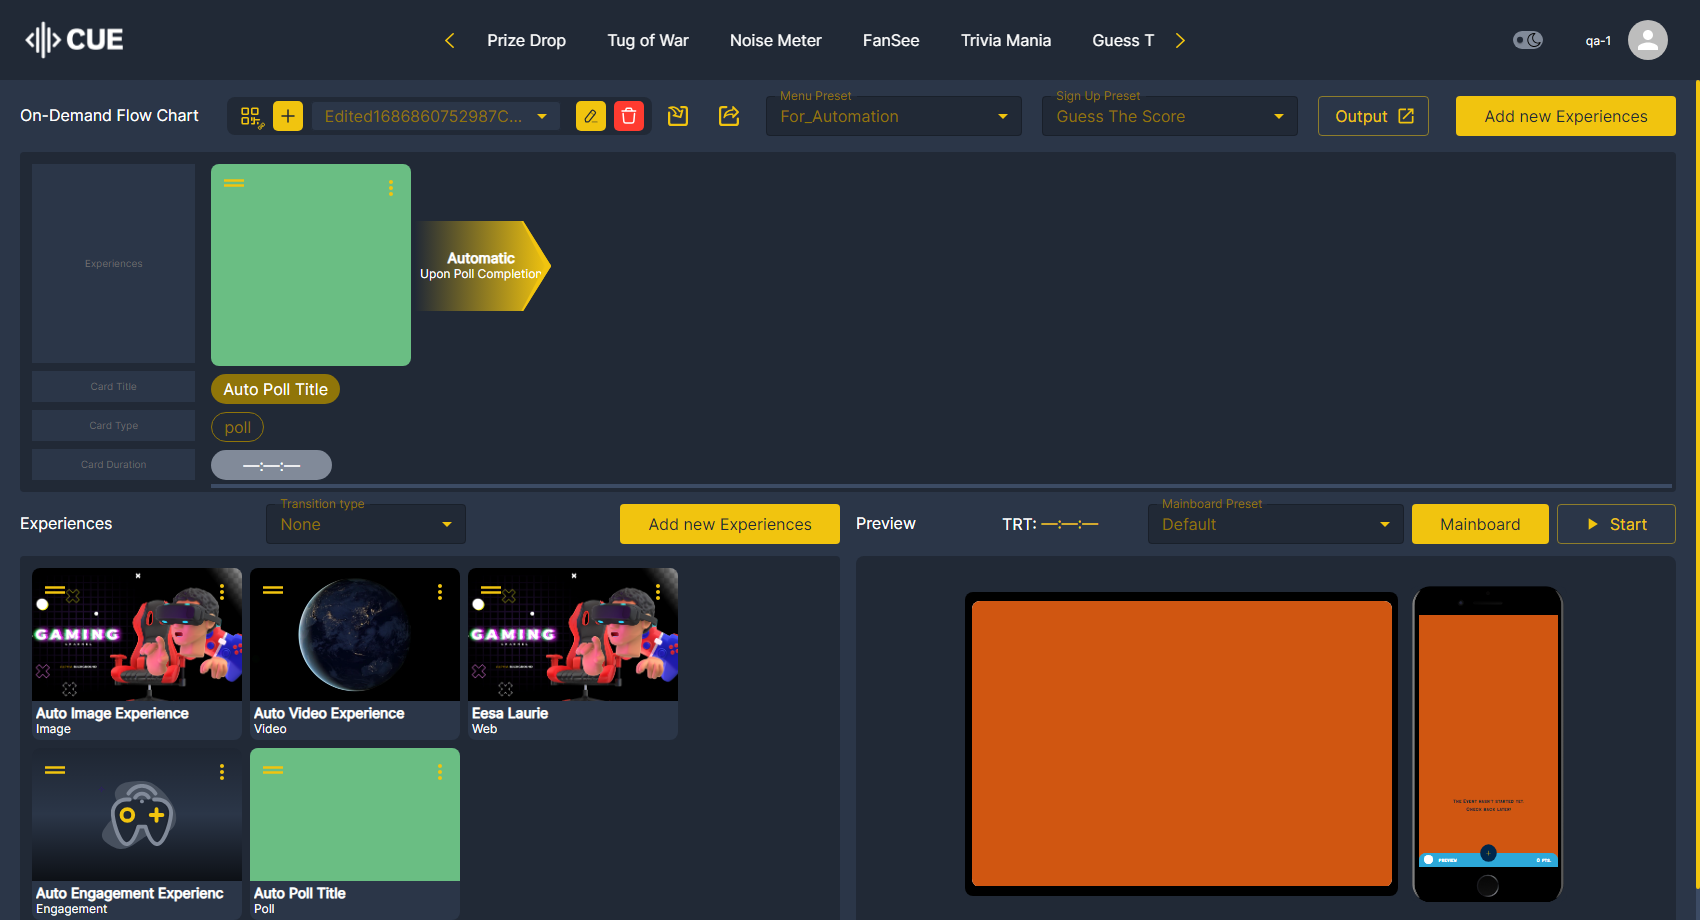 CUE
Prize Drop
Tug of War
Noise Meter
FanSee
Trivia Mania
Guess T
qa-1
On-Demand Flow Chart
Edited1686860752987C...
Menu Preset
For_Automation
Sign Up Preset
Guess The Score
Output
Add new Experiences
Experiences
Automatic
Upon Poll Completion
Card Title
Auto Poll Title
Card Type
poll
Card Duration
—:—:—
Experiences
Transition type
None
Add new Experiences
Preview
TRT: —:—:—
Mainboard Preset
Default
Mainboard
Start
GAMING
Auto Image Experience
Image
Auto Video Experience
Video
GAMING
Eesa Laurie
Web
Auto Engagement Experienc
Engagement
Auto Poll Title
Poll
The Event hasn't started yet.
Check back later!
PREVIEW
0 PTS.